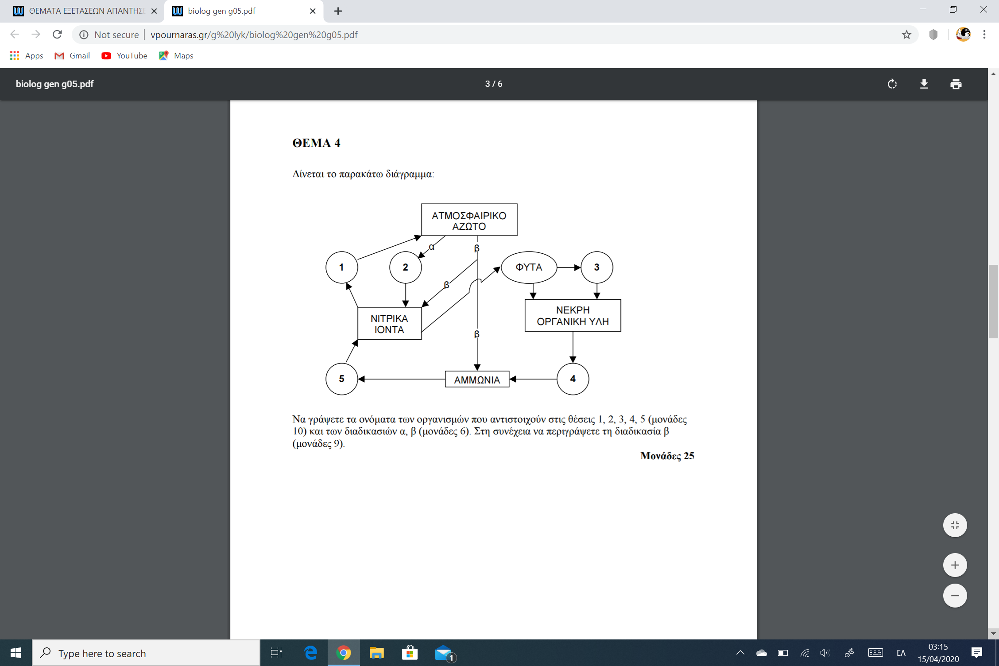 ΘΕΜΑΤΑ ΕΞΕΤΑΣΕΩΝ ΑΠΑΝΤΗΣΕ
biolog gen g05.pdf
Not secure
vpournaras.gr/g%20lyk/biolog%20gen%20g05.pdf
Apps
Gmail
YouTube
Maps
biolog gen g05.pdf
3 / 6
ΘΕΜΑ 4
Δίνεται το παρακάτω διάγραμμα:
ΑΤΜΟΣΦΑΙΡΙΚΟ
ΑΖΩΤΟ
α
β
1
2
ΦΥΤΑ
3
β
ΝΙΤΡΙΚΑ
ΙΟΝΤΑ
ΝΕΚΡΗ
ΟΡΓΑΝΙΚΗ ΥΛΗ
β
5
ΑΜΜΩΝΙΑ
4
Να γράψετε τα ονόματα των οργανισμών που αντιστοιχούν στις θέσεις 1, 2, 3, 4, 5 (μονάδες
10) και των διαδικασιών α, β (μονάδες 6). Στη συνέχεια να περιγράψετε τη διαδικασία β
(μονάδες 9).
Μονάδες 25
Type here to search
1
ΕΛ
03:15
15/04/2020